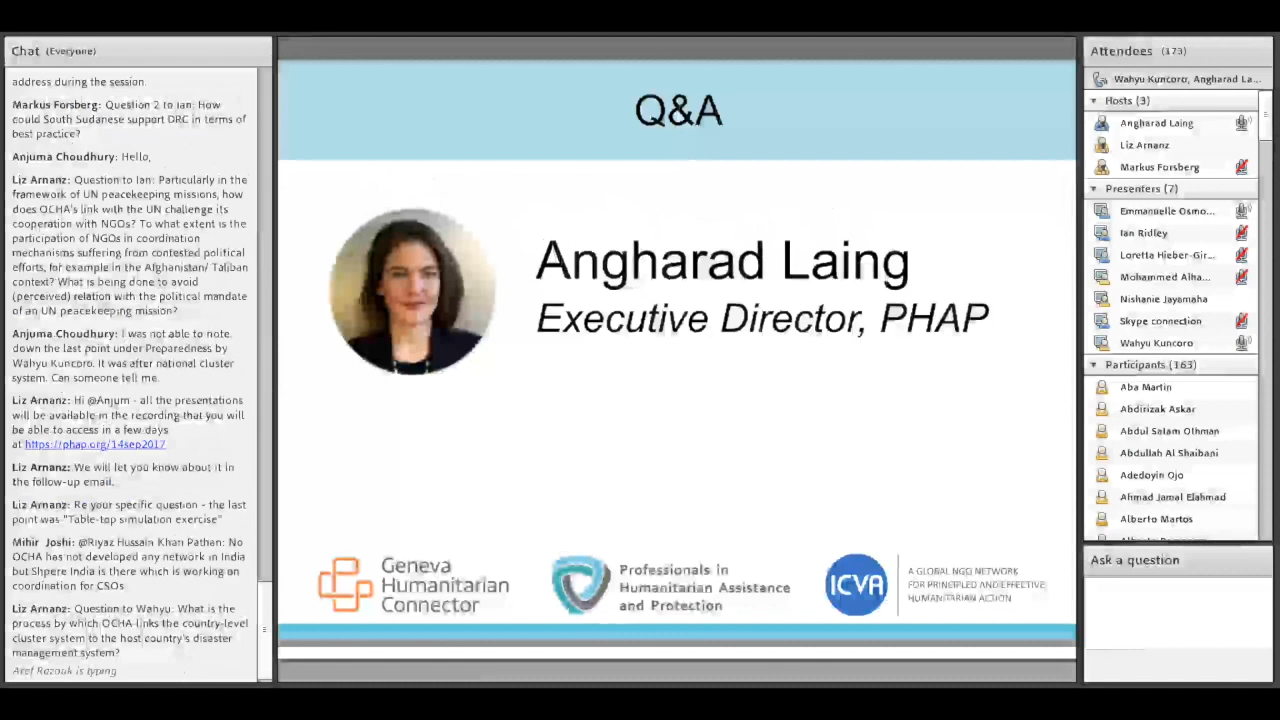 Chat (Everyone)
address during the session.
Markus Forsberg: Question 2 to Ian: How
could South Sudanese support DRC in terms of
best practice?
Anjuma Choudhury: Hello,
Liz Arnanz: Question to Ian: Particularly in the
framework of UN peacekeeping missions, how
does OCHA's link with the UN challenge its
cooperation with NGOs? To what extent is the
participation of NGOs in coordination
mechanisms suffering from contested political
efforts, for example in the Afghanistan/ Taliban
context? What is being done to avoid
(perceived) relation with the political mandate
of an UN peacekeeping mission?
Anjuma Choudhury: I was not able to note
down the last point under Preparedness by
Wahyu Kuncoro. It was after national cluster
system. Can someone tell me.
Liz Arnanz: Hi @Anjum - all the presentations
will be available in the recording that you will
be able to access in a few days
at https://phap.org/14sep2017
Liz Arnanz: We will let you know about it in
the follow-up email.
Liz Arnanz: Re your specific question - the last
point was "Table-top simulation exercise"
Mihir Joshi: @Riyaz Hussain Khan Pathan: No
OCHA has not developed any network in India
but Shpere India is there which is working on
coordination for CSOs
Liz Arnanz: Question to Wahyu: What is the
process by which OCHA links the country-level
cluster system to the host country's disaster
management system?
Aref Razouk is typing
Q&A
Angharad Laing
Executive Director, PHAP
Geneva
Humanitarian
Connector
Professionals in
Humanitarian Assistance
and Protection
ICVA
A GLOBAL NGO NETWORK
FOR PRINCIPLED AND EFFECTIVE
HUMANITARIAN ACTION
Attendees (173)
Wahyu Kuncoro, Angharad La...
Hosts (3)
Angharad Laing
Liz Arnanz
Markus Forsberg
Presenters (7)
Emmanuelle Osmo...
Ian Ridley
Loretta Hieber-Gir...
Mohammed Alha...
Nishanie Jayamaha
Skype connection
Wahyu Kuncoro
Participants (163)
Aba Martin
Abdirizak Askar
Abdul Salam Othman
Abdullah Al Shaibani
Adedoyin Ojo
Ahmad Jamal Elahmad
Alberto Martos
Ask a question